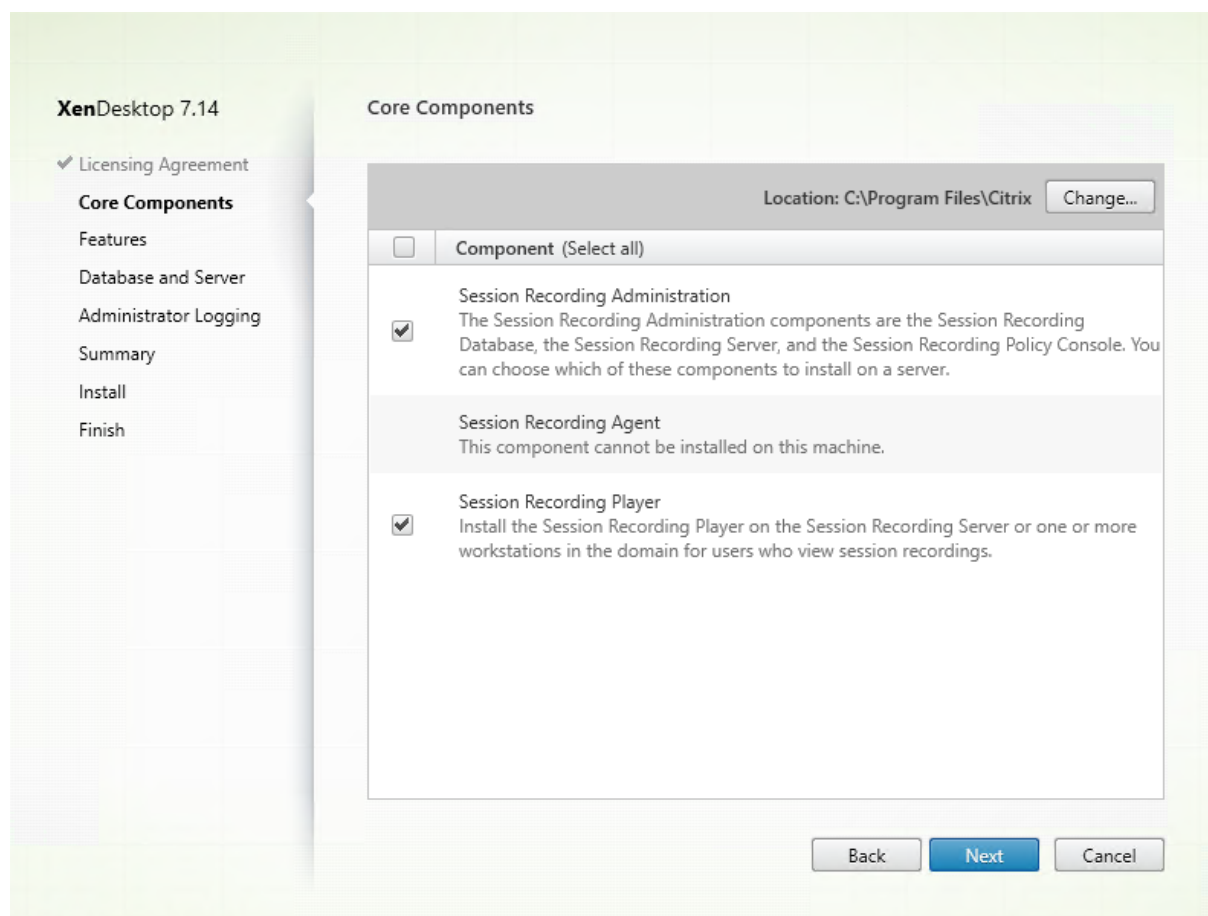 XenDesktop 7.14
Licensing Agreement
Core Components
Features
Database and Server
Administrator Logging
Summary
Install
Finish
Core Components
Location: C:\Program Files\Citrix
Change...
Component (Select all)
Session Recording Administration
The Session Recording Administration components are the Session Recording
Database, the Session Recording Server, and the Session Recording Policy Console. You
can choose which of these components to install on a server.
Session Recording Agent
This component cannot be installed on this machine.
Session Recording Player
Install the Session Recording Player on the Session Recording Server or one or more
workstations in the domain for users who view session recordings.
Back
Next
Cancel